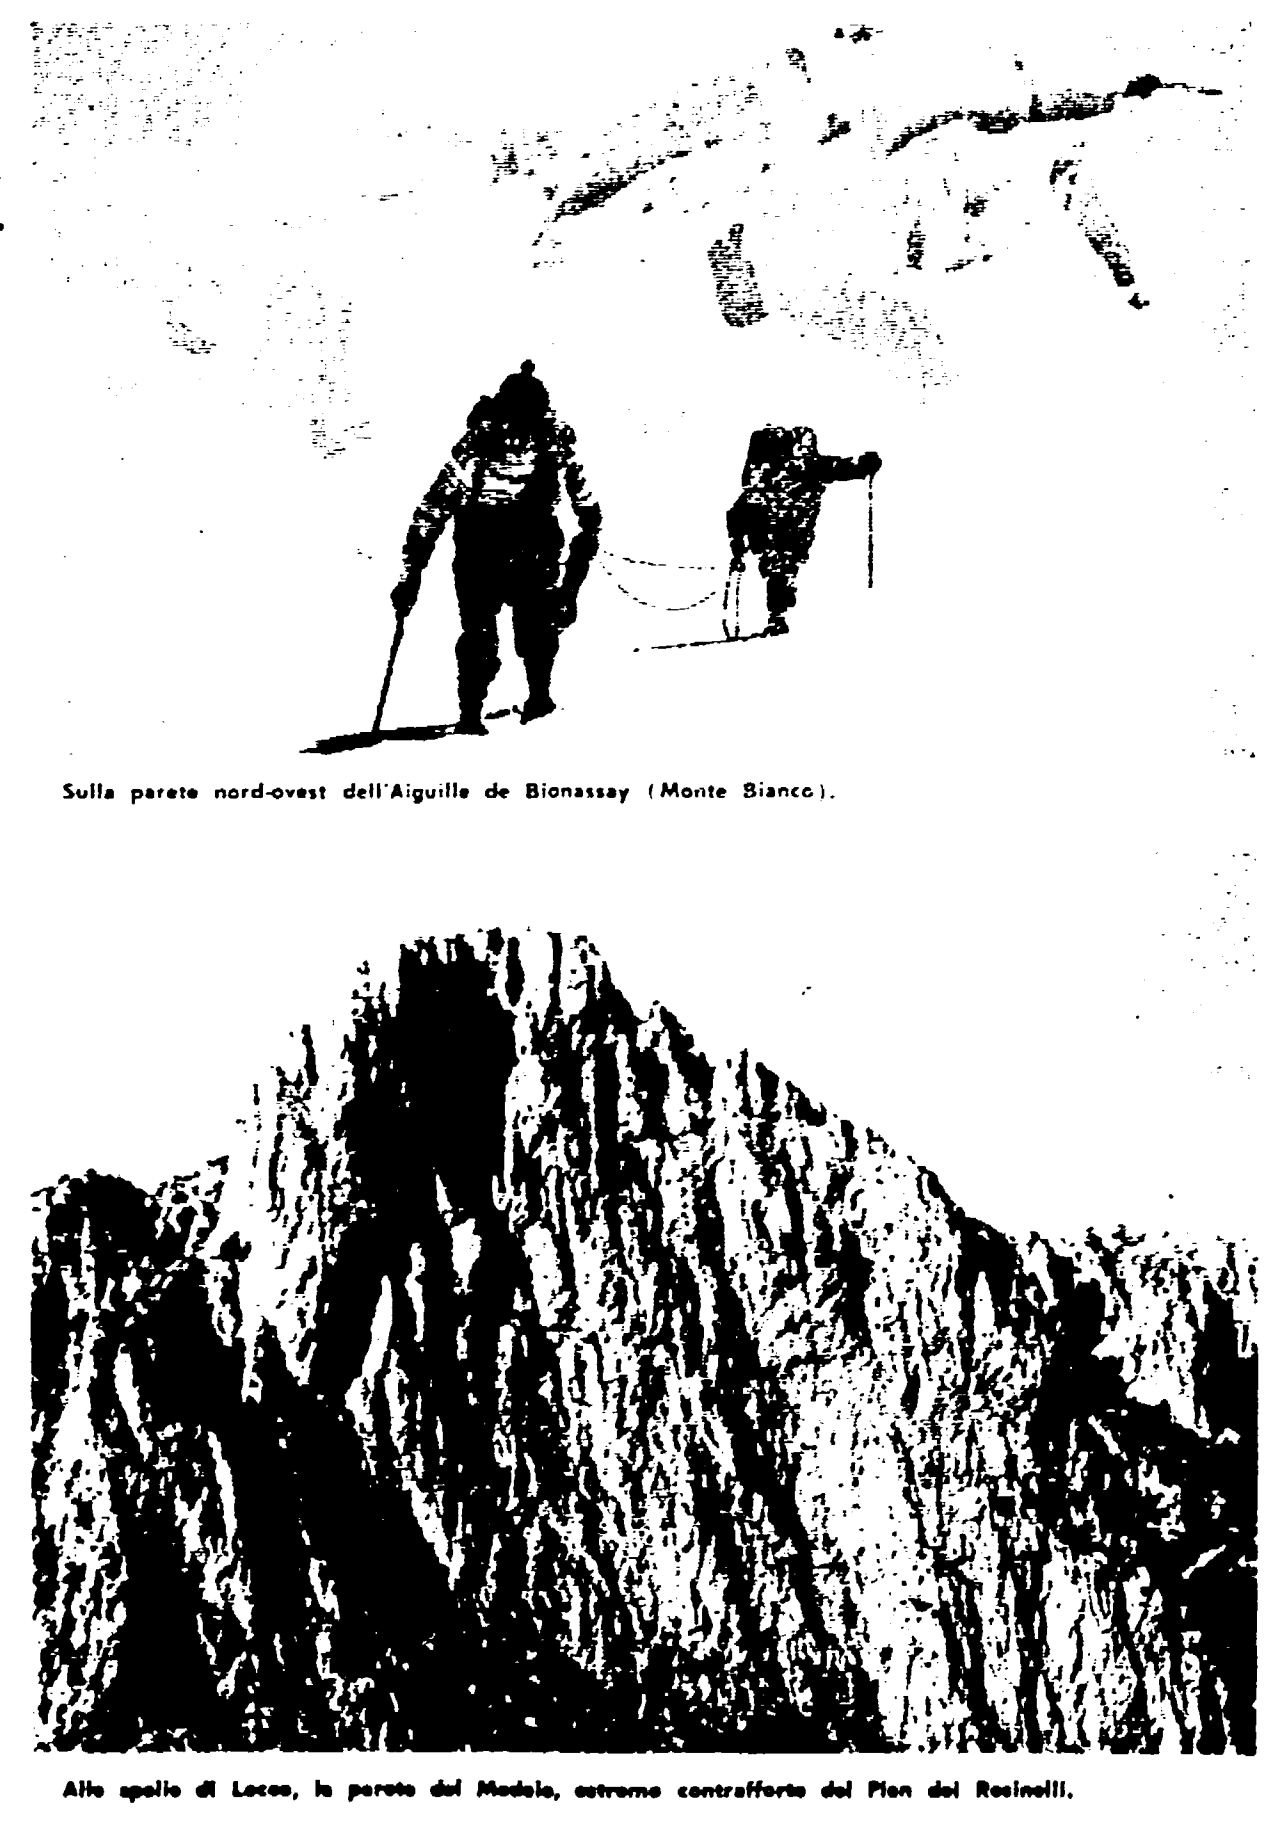 Sulla parete nord-ovest dell'Aiguille de Bionassay (Monte Bianco).
Alle spalle di Lecco, la parete del Medale, estremo contrafforte del Pian dei Resinelli.